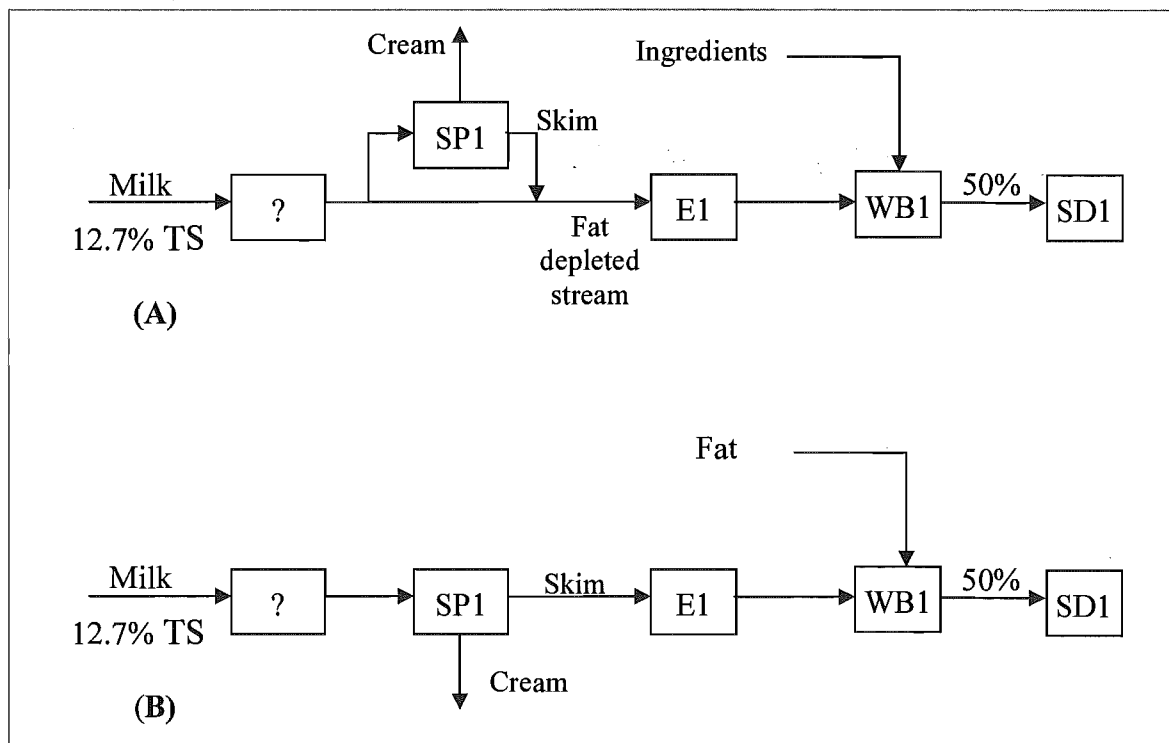 Cream
Ingredients
SP1
Skim
Milk
?
E1
WB1
50%
SD1
12.7% TS
Fat
depleted
stream
(A)
Fat
Milk
?
SP1
Skim
E1
WB1
50%
SD1
12.7% TS
Cream
(B)